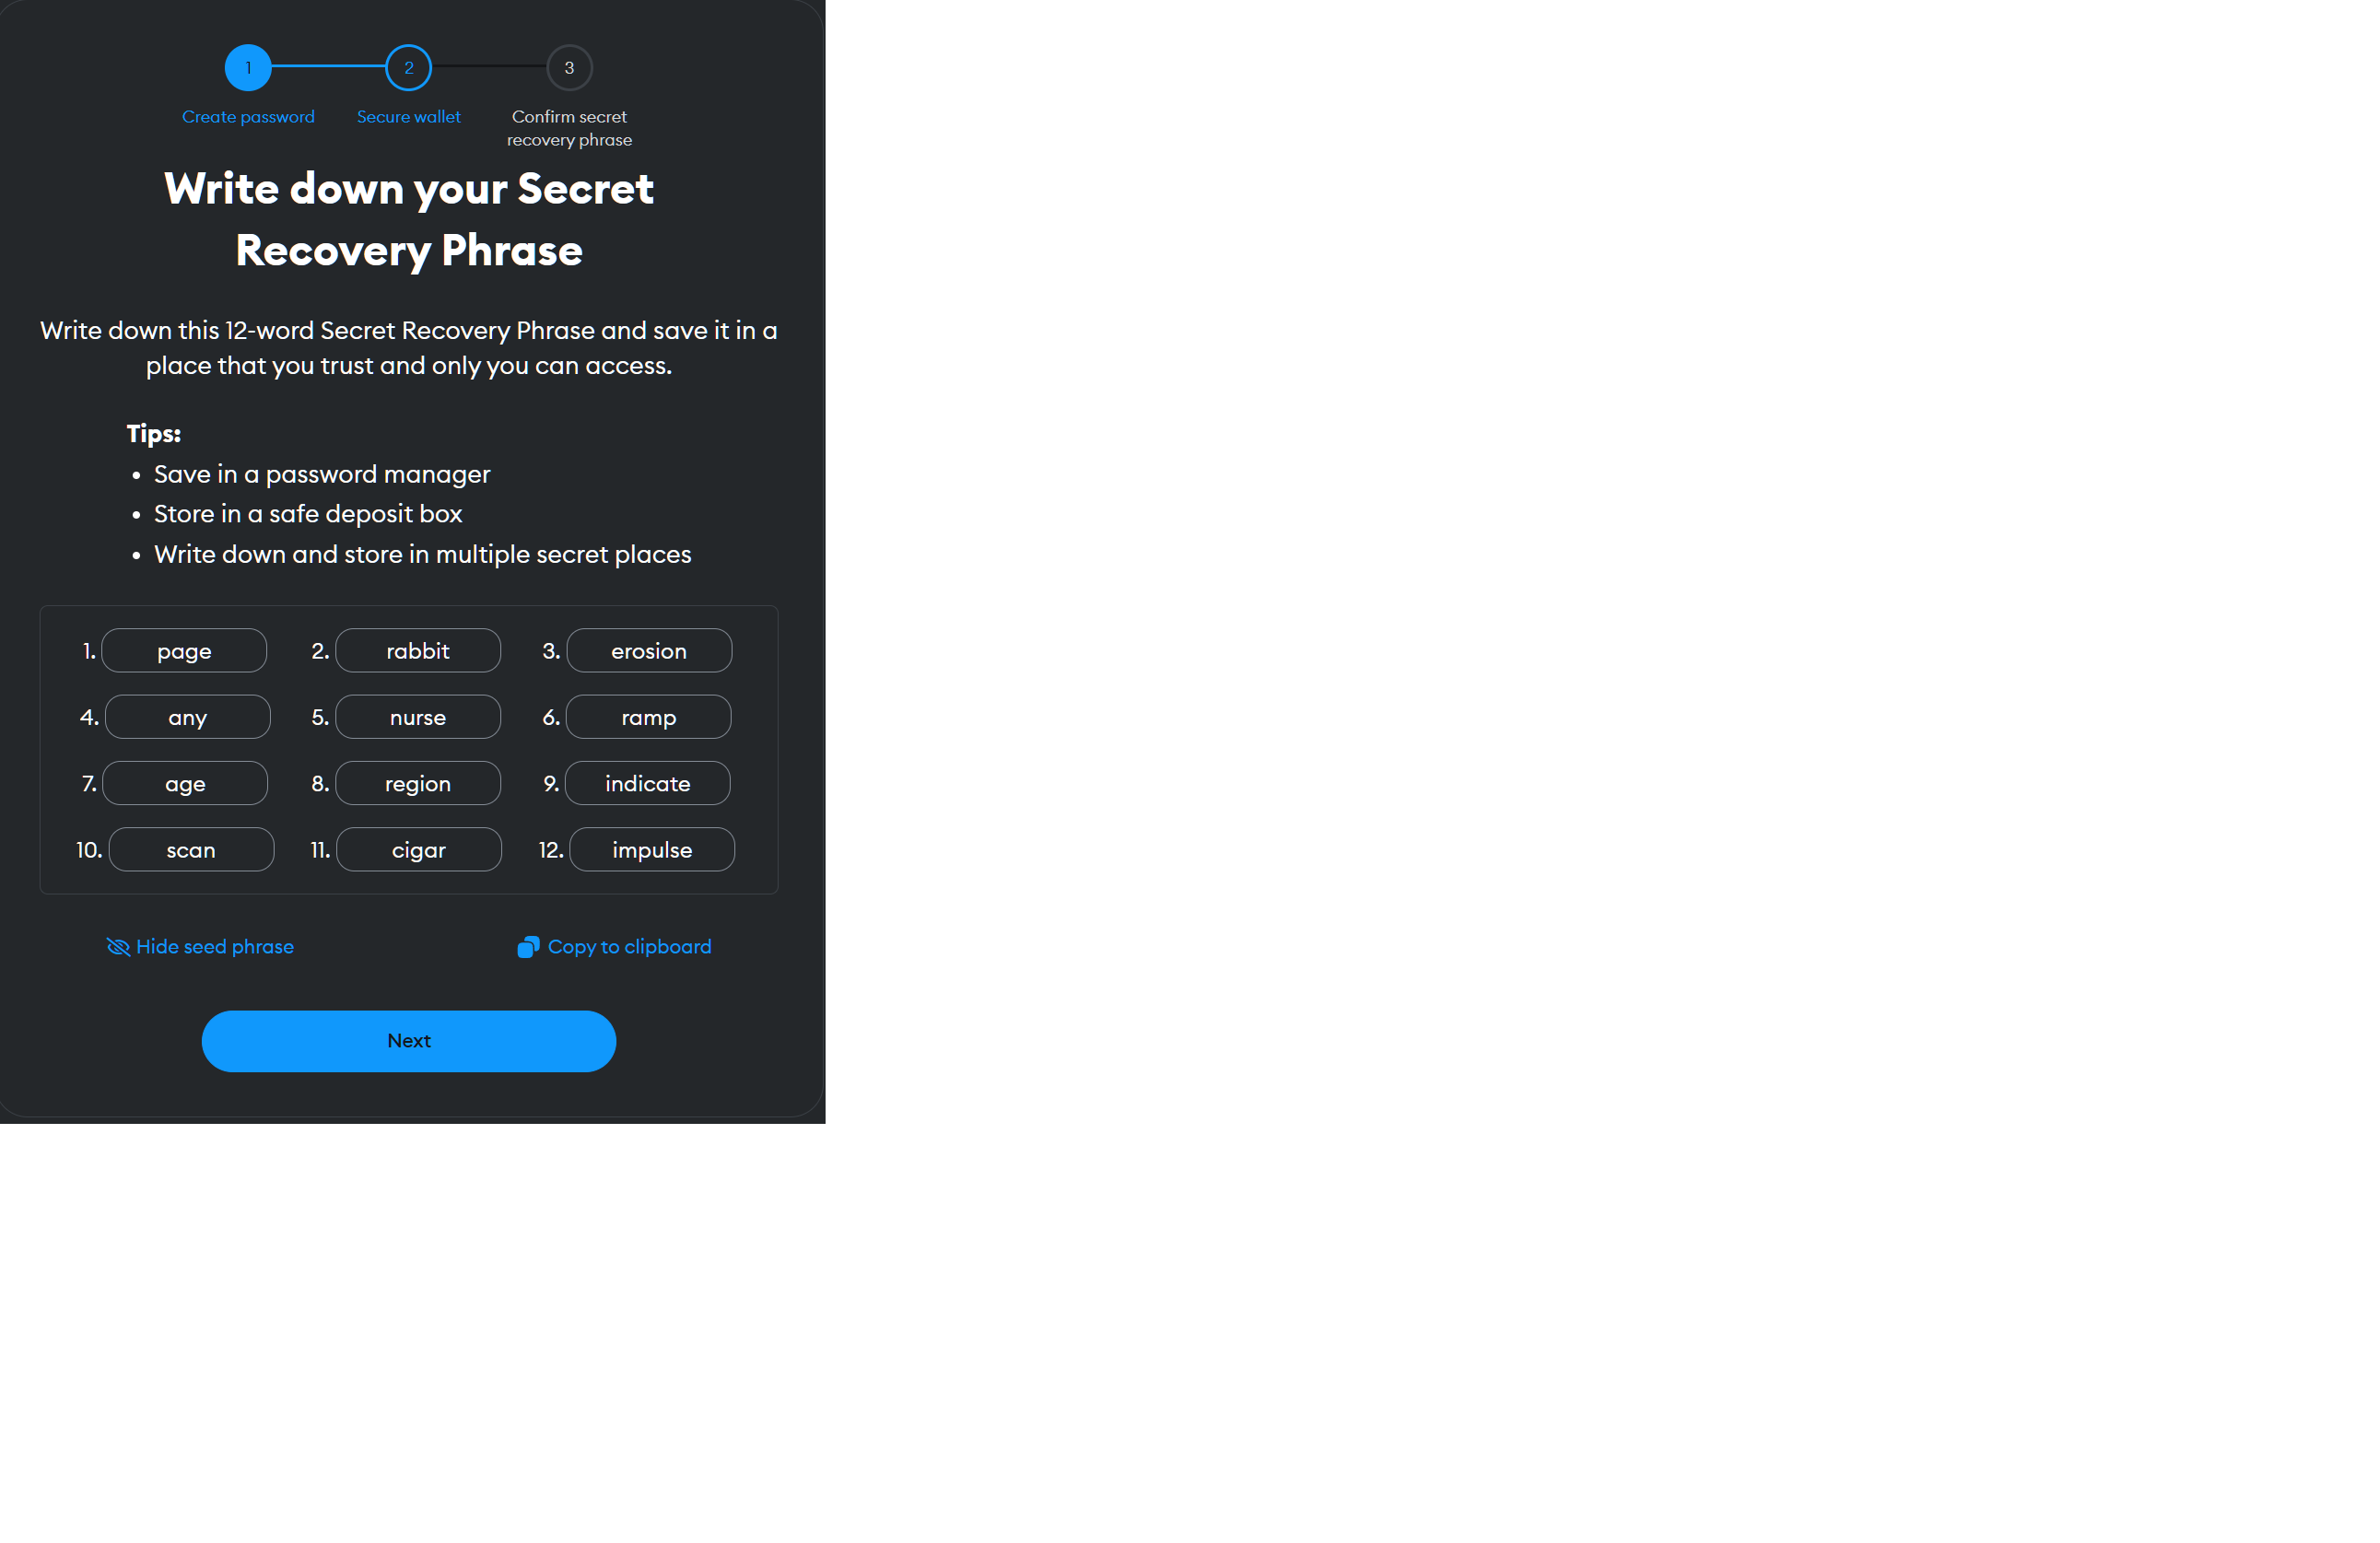 1
2
3
Create password
Secure wallet
Confirm secret
recovery phrase
Write down your Secret
Recovery Phrase
Write down this 12-word Secret Recovery Phrase and save it in a
place that you trust and only you can access.
Tips:
• Save in a password manager
• Store in a safe deposit box
• Write down and store in multiple secret places
1. page 2. rabbit 3. erosion
4. any 5. nurse 6. ramp
7. age 8. region 9. indicate
10. scan 11. cigar 12. impulse
Hide seed phrase
Copy to clipboard
Next